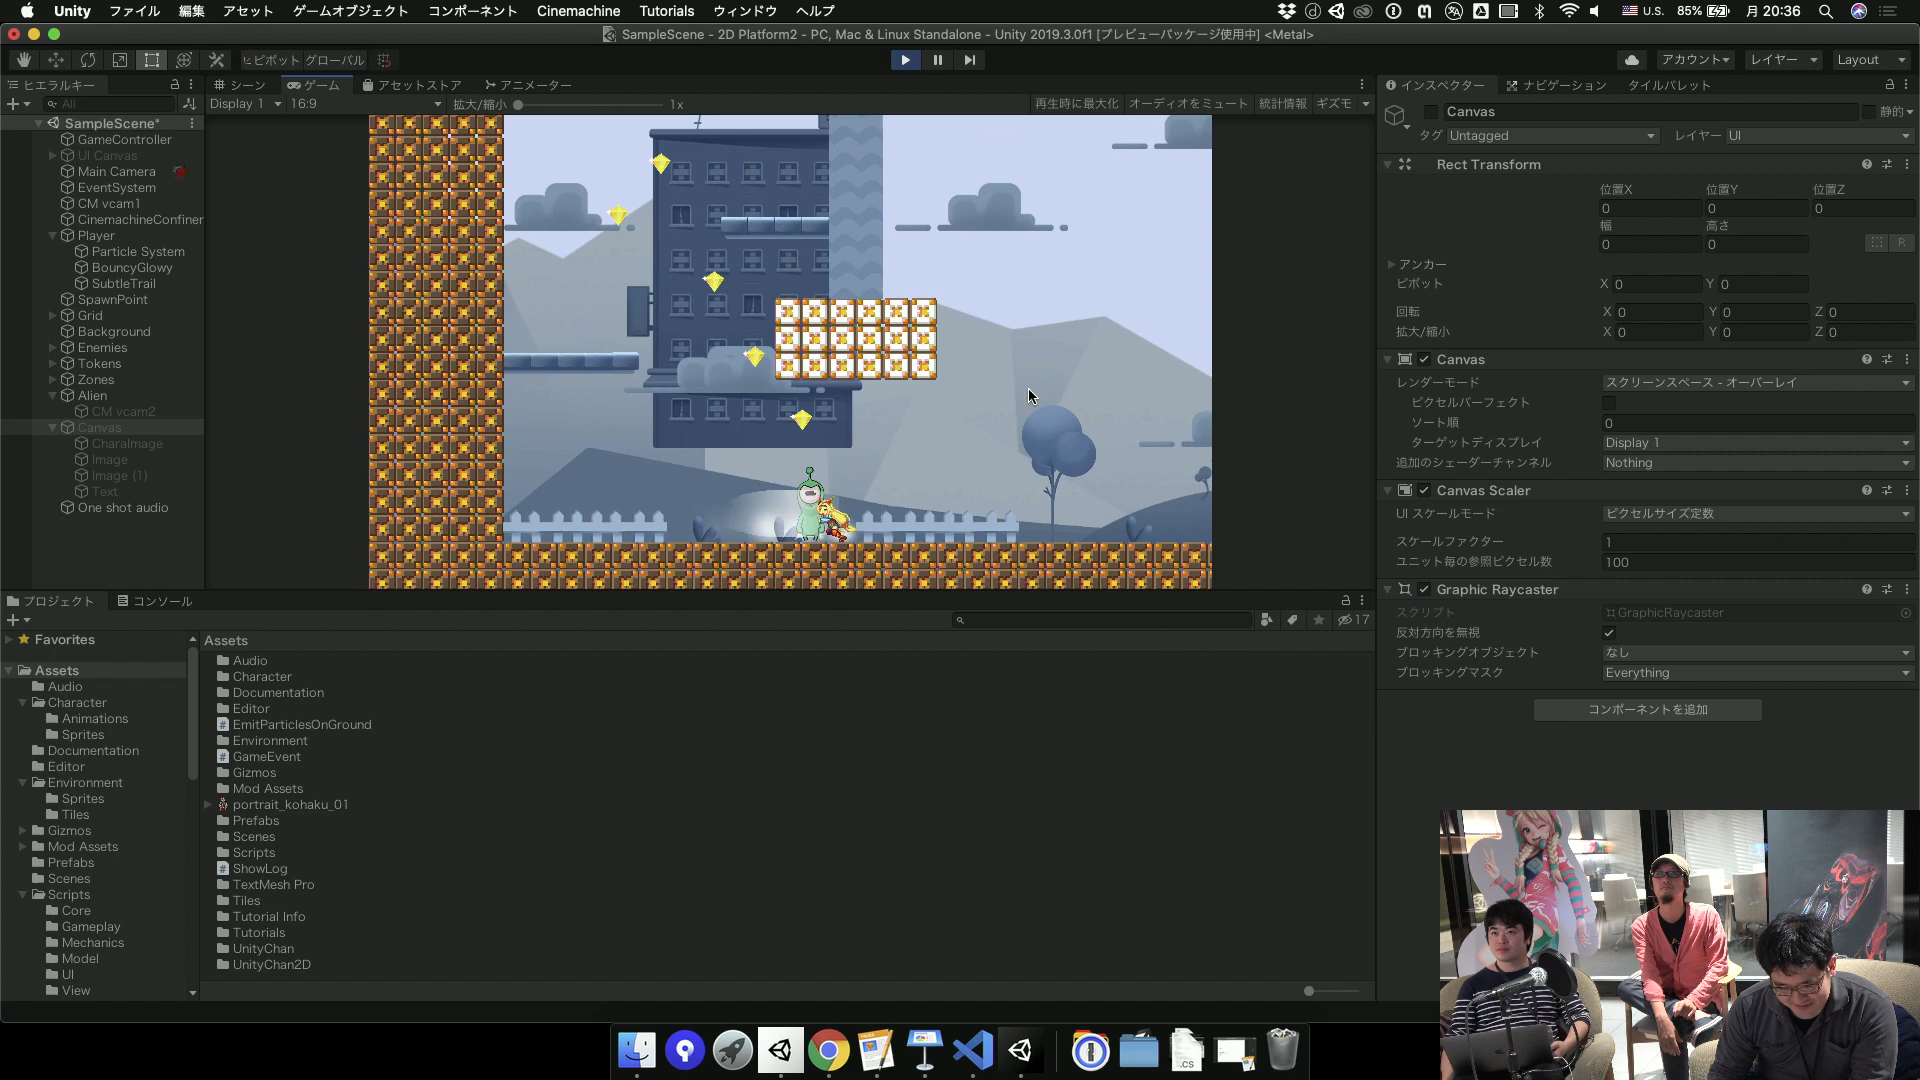 Unity ファイル 編集 アセット ゲームオブジェクト コンポーネント Cinemachine Tutorials ウィンドウ ヘルプ U.S. 85% 月 20:36
SampleScene - 2D Platform2 - PC, Mac & Linux Standalone - Unity 2019.3.0f1 [プレビューパッケージ使用中] <Metal>
ピボット グローバル アカウント レイヤー Layout
ヒエラルキー シーン ゲーム アセットストア アニメーター インスペクター ナビゲーション タイルパレット
All Display 1 16:9 拡大/縮小 1x 再生時に最大化 オーディオをミュート 統計情報 ギズモ
SampleScene*
GameController
UI Canvas
Main Camera
EventSystem
CM vcam1
CinemachineConfiner
Player
Particle System
BouncyGlowy
SubtleTrail
SpawnPoint
Grid
Background
Enemies
Tokens
Zones
Alien
CM vcam2
Canvas
CharaImage
Image
Image (1)
Text
One shot audio
Canvas 静的
タグ Untagged レイヤー UI
Rect Transform
位置X 位置Y 位置Z
0 0 0
幅 高さ
0 0 R
アンカー
ピボット X 0 Y 0
回転 X 0 Y 0 Z 0
拡大/縮小 X 0 Y 0 Z 0
Canvas
レンダーモード スクリーンスペース - オーバーレイ
ピクセルパーフェクト
ソート順 0
ターゲットディスプレイ Display 1
追加のシェーダーチャンネル Nothing
Canvas Scaler
UI スケールモード ピクセルサイズ定数
スケールファクター 1
ユニット毎の参照ピクセル数 100
Graphic Raycaster
スクリプト GraphicRaycaster
反対方向を無視
ブロッキングオブジェクト なし
ブロッキングマスク Everything
コンポーネントを追加
プロジェクト コンソール
17
Favorites
Assets
Audio
Character
Animations
Sprites
Documentation
Editor
Environment
Sprites
Tiles
Gizmos
Mod Assets
Prefabs
Scenes
Scripts
Core
Gameplay
Mechanics
Model
UI
View
Assets
Audio
Character
Documentation
Editor
EmitParticlesOnGround
Environment
GameEvent
Gizmos
Mod Assets
portrait_kohaku_01
Prefabs
Scenes
Scripts
ShowLog
TextMesh Pro
Tiles
Tutorial Info
Tutorials
UnityChan
UnityChan2D
.cs